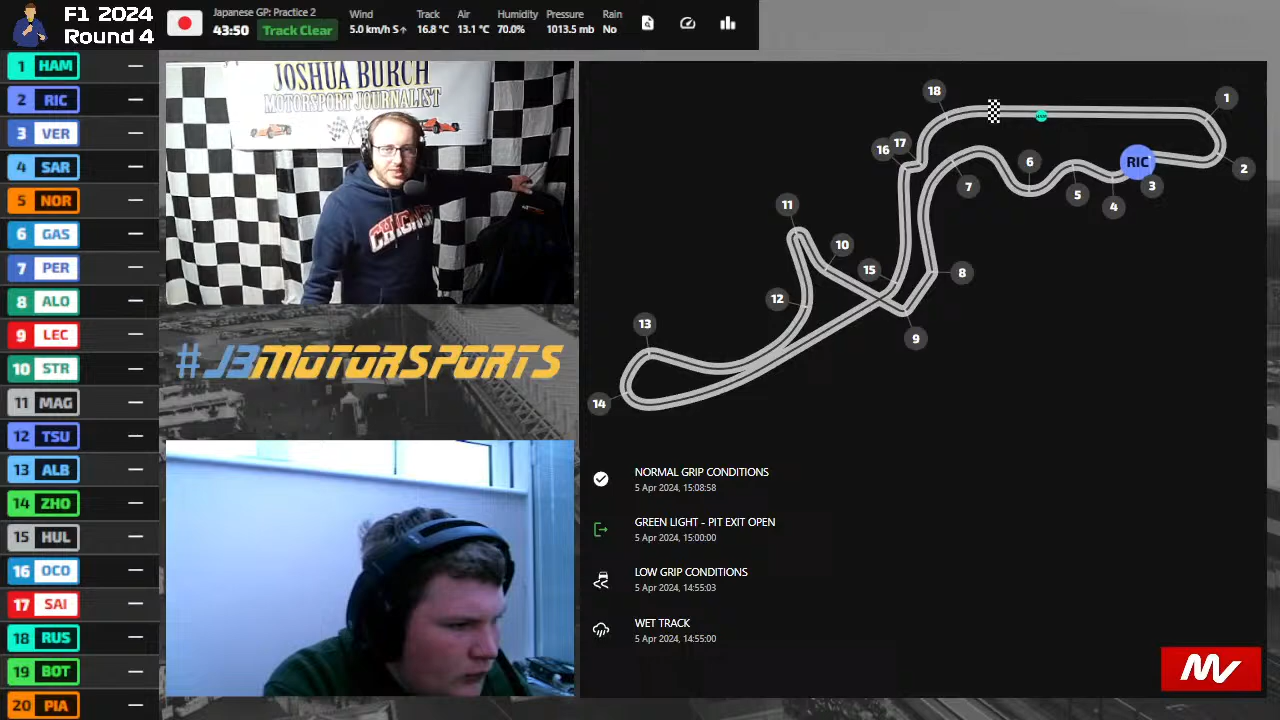 F1 2024
Round 4
Japanese GP: Practice 2
43:50 Track Clear
Wind
5.0 km/h S↑
Track
16.8 °C
Air
13.1 °C
Humidity
70.0%
Pressure
1013.5 mb
Rain
No
1 HAM —
2 RIC —
3 VER —
4 SAR —
5 NOR —
6 GAS —
7 PER —
8 ALO —
9 LEC —
10 STR —
11 MAG —
12 TSU —
13 ALB —
14 ZHO —
15 HUL —
16 OCO —
17 SAI —
18 RUS —
19 BOT —
20 PIA —
JOSHUA BURCH
MOTORSPORT JOURNALIST
#JBMOTORSPORTS
18
1
HAM
17
16
6
RIC
2
3
7
5
4
11
10
15
8
12
13
9
14
NORMAL GRIP CONDITIONS
5 Apr 2024, 15:08:58
GREEN LIGHT - PIT EXIT OPEN
5 Apr 2024, 15:00:00
LOW GRIP CONDITIONS
5 Apr 2024, 14:55:03
WET TRACK
5 Apr 2024, 14:55:00
MV